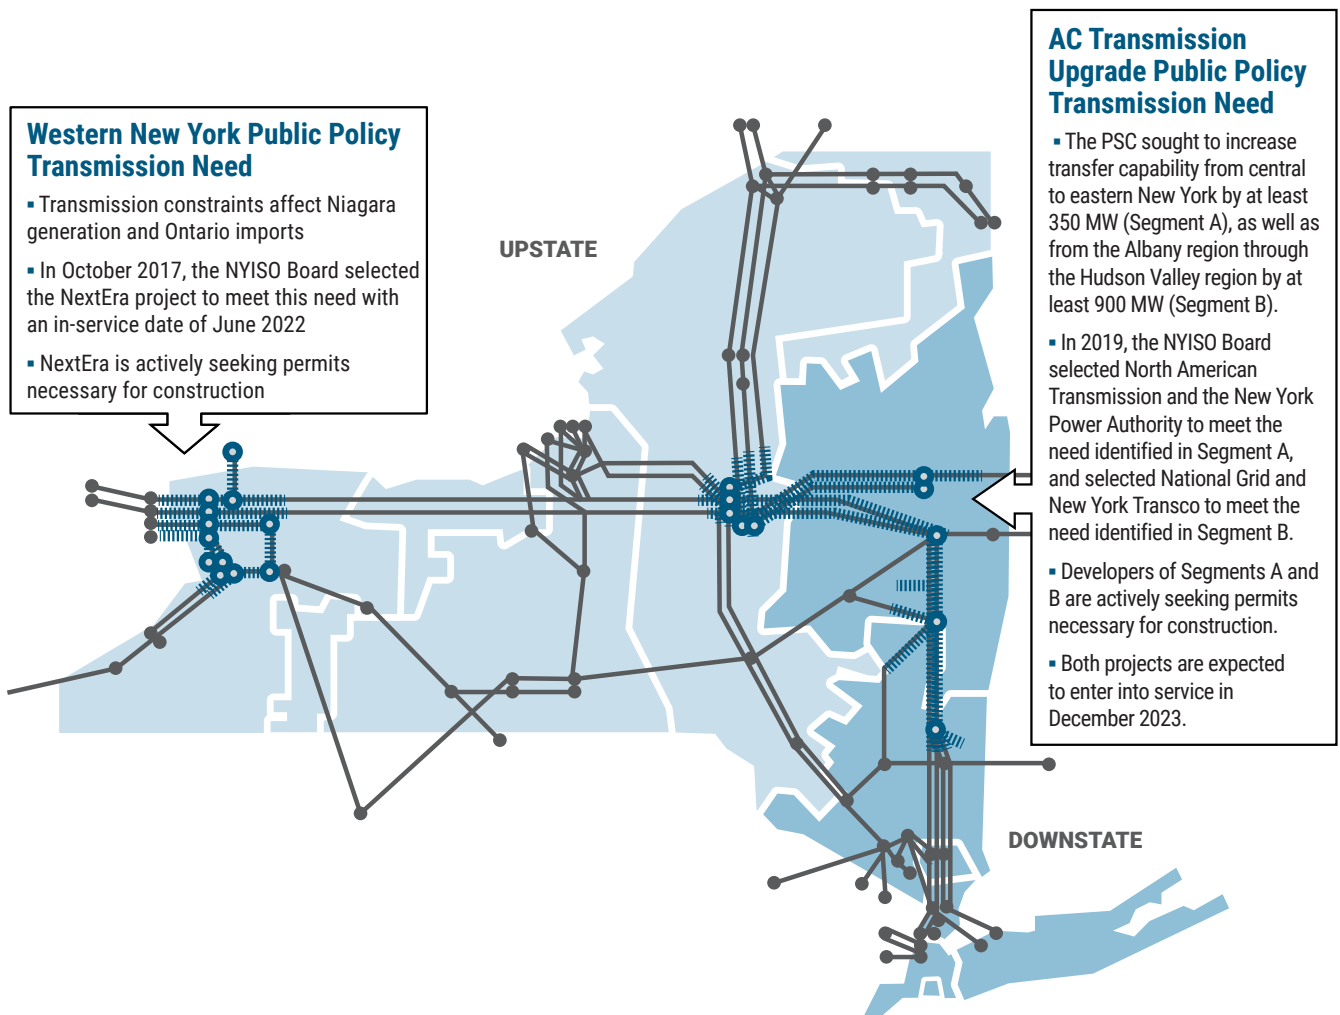 Western New York Public Policy
Transmission Need
▪ Transmission constraints affect Niagara
generation and Ontario imports
▪ In October 2017, the NYISO Board selected
the NextEra project to meet this need with
an in-service date of June 2022
▪ NextEra is actively seeking permits
necessary for construction
UPSTATE
AC Transmission
Upgrade Public Policy
Transmission Need
▪ The PSC sought to increase
transfer capability from central
to eastern New York by at least
350 MW (Segment A), as well as
from the Albany region through
the Hudson Valley region by at
least 900 MW (Segment B).
▪ In 2019, the NYISO Board
selected North American
Transmission and the New York
Power Authority to meet the
need identified in Segment A,
and selected National Grid and
New York Transco to meet the
need identified in Segment B.
▪ Developers of Segments A and
B are actively seeking permits
necessary for construction.
▪ Both projects are expected
to enter into service in
December 2023.
DOWNSTATE